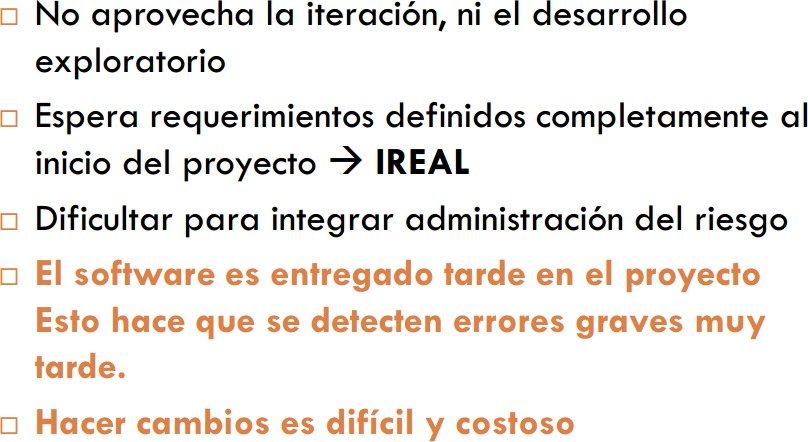 No aprovecha la iteración, ni el desarrollo
exploratorio
Espera requerimientos definidos completamente al
inicio del proyecto → IREAL
Dificultar para integrar administración del riesgo
El software es entregado tarde en el proyecto
Esto hace que se detecten errores graves muy
tarde.
Hacer cambios es difícil y costoso